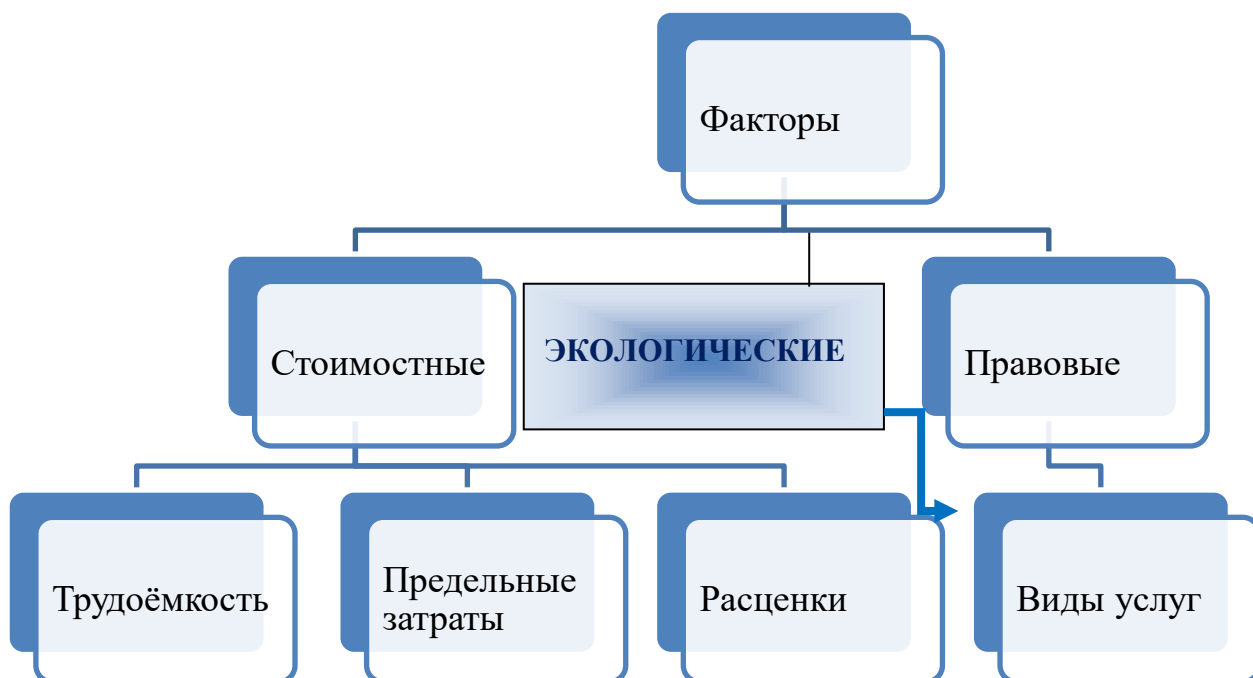 Факторы
Стоимостные
ЭКОЛОГИЧЕСКИЕ
Правовые
Трудоёмкость
Предельные
затраты
Расценки
Виды услуг